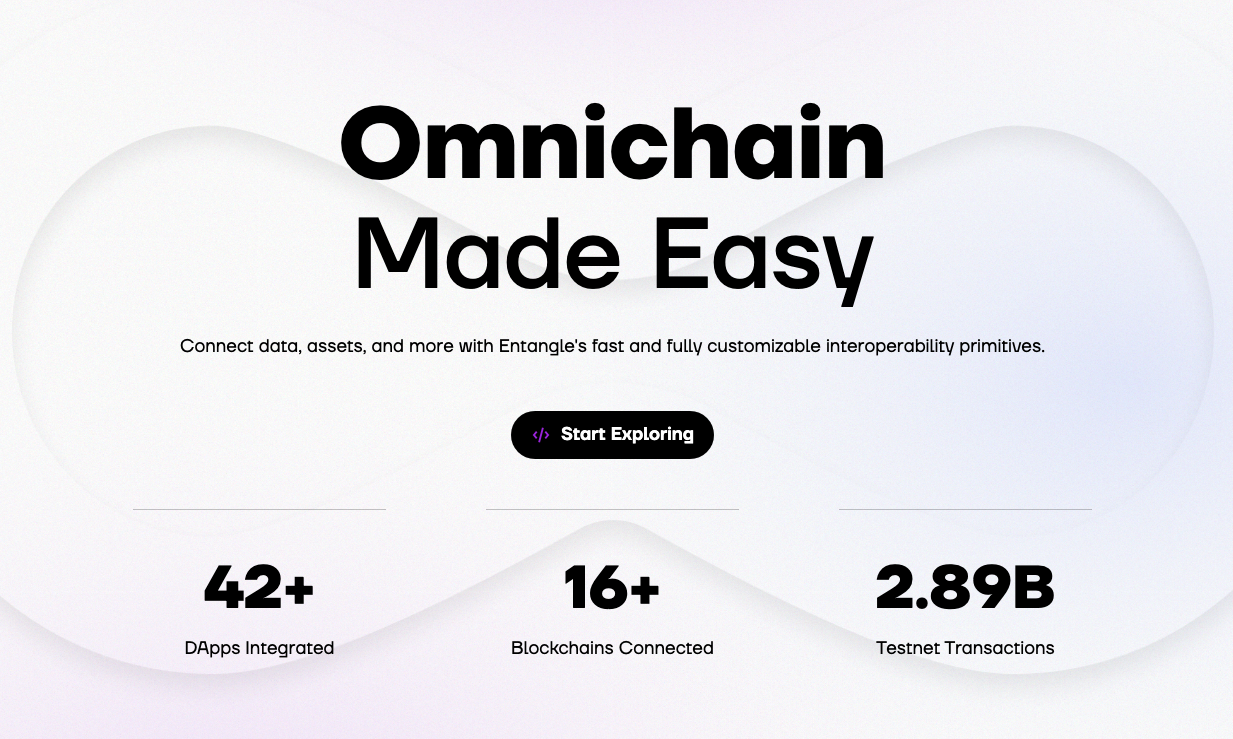 Omnichain
Made Easy
Connect data, assets, and more with Entangle's fast and fully customizable interoperability primitives.
</> Start Exploring
42+
DApps Integrated
16+
Blockchains Connected
2.89B
Testnet Transactions